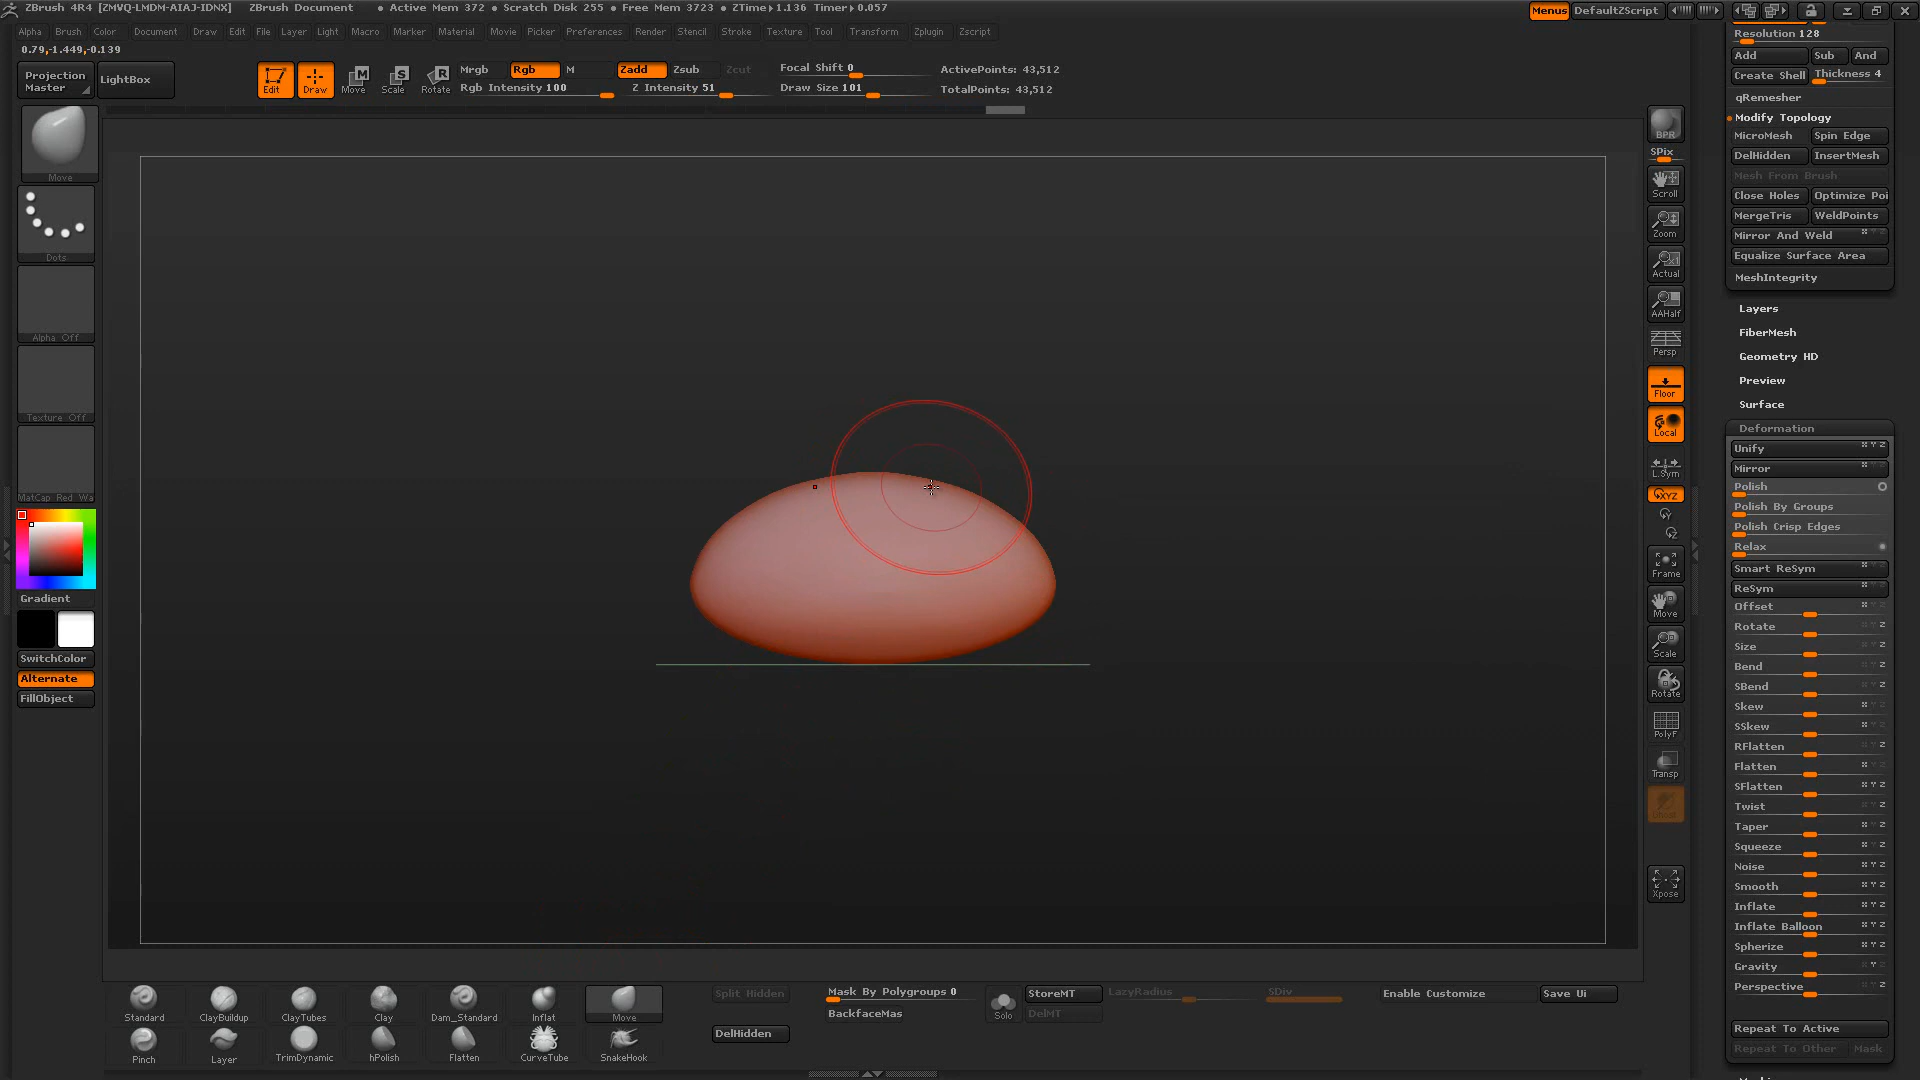 ZBrush 4R4 [ZMVQ-LMDM-AIAJ-IDNX] ZBrush Document • Active Mem 372 • Scratch Disk 255 • Free Mem 3723 • ZTime▸1.136 Timer▸0.057 Menus DefaultZScript
Alpha Brush Color Document Draw Edit File Layer Light Macro Marker Material Movie Picker Preferences Render Stencil Stroke Texture Tool Transform Zplugin Zscript
0.79,-1.449,-0.139
Projection Master
LightBox
Edit Draw Move Scale Rotate
Mrgb Rgb M Zadd Zsub Zcut
Rgb Intensity 100 Z Intensity 51
Focal Shift 0
Draw Size 101
ActivePoints: 43,512
TotalPoints: 43,512
Move
Dots
Alpha Off
Texture Off
MatCap Red Wa
Gradient
SwitchColor
Alternate
FillObject
BPR
SPix
Scroll
Zoom
Actual
AAHalf
Persp
Floor
Local
L.Sym
XYZ
Frame
Move
Scale
Rotate
PolyF
Transp
Xpose
Resolution 128
Add Sub And
Create Shell Thickness 4
qRemesher
Modify Topology
MicroMesh Spin Edge
DelHidden InsertMesh
Mesh From Brush
Close Holes Optimize Poi
MergeTris WeldPoints
Mirror And Weld
Equalize Surface Area
MeshIntegrity
Layers
FiberMesh
Geometry HD
Preview
Surface
Deformation
Unify
Mirror
Polish
Polish By Groups
Polish Crisp Edges
Relax
Smart ReSym
ReSym
Offset
Rotate
Size
Bend
SBend
Skew
SSkew
RFlatten
Flatten
SFlatten
Twist
Taper
Squeeze
Noise
Smooth
Inflate
Inflate Balloon
Spherize
Gravity
Perspective
Repeat To Active
Repeat To Other Mask
Standard ClayBuildup ClayTubes Clay Dam_Standard Inflat Move
Pinch Layer TrimDynamic hPolish Flatten CurveTube SnakeHook
Split Hidden
DelHidden
Mask By Polygroups 0
BackfaceMas
Solo
StoreMT
DelMT
LazyRadius
SDiv
Enable Customize
Save Ui